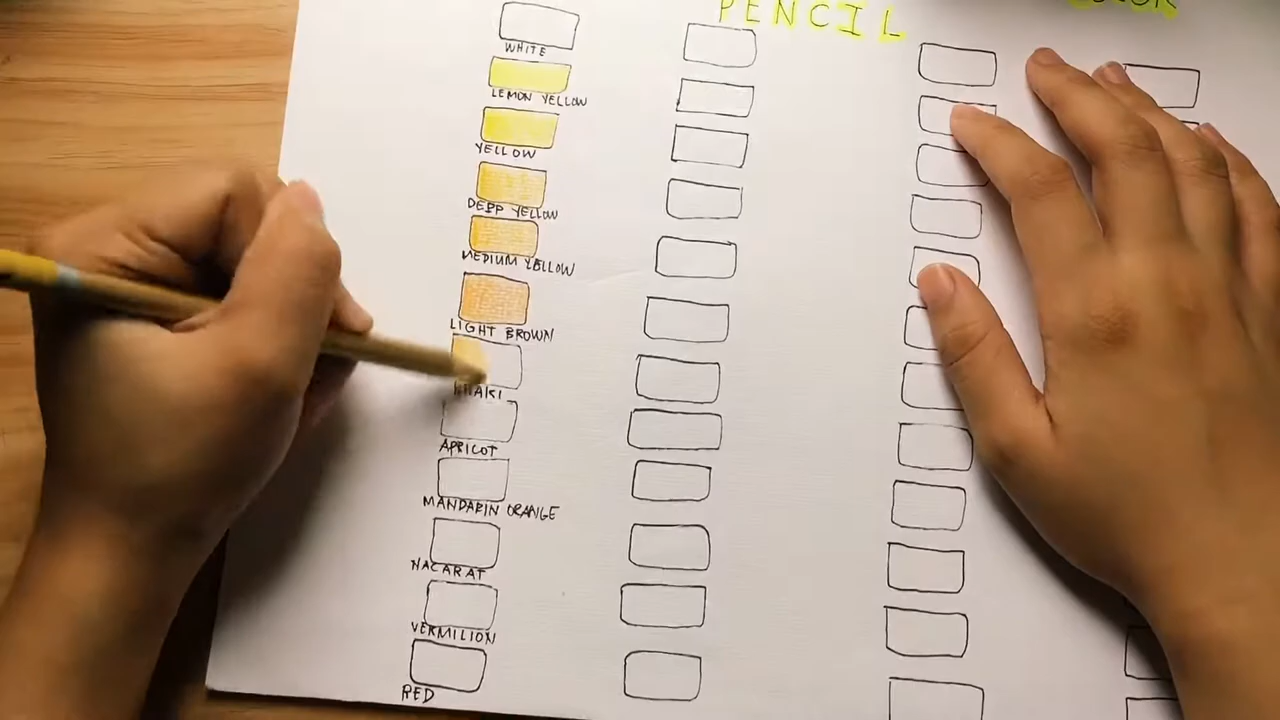 PENCIL
WHITE
LEMON YELLOW
YELLOW
DEEP YELLOW
MEDIUM YELLOW
LIGHT BROWN
KHAKI
APRICOT
MANDARIN ORANGE
NACARAT
VERMILION
RED